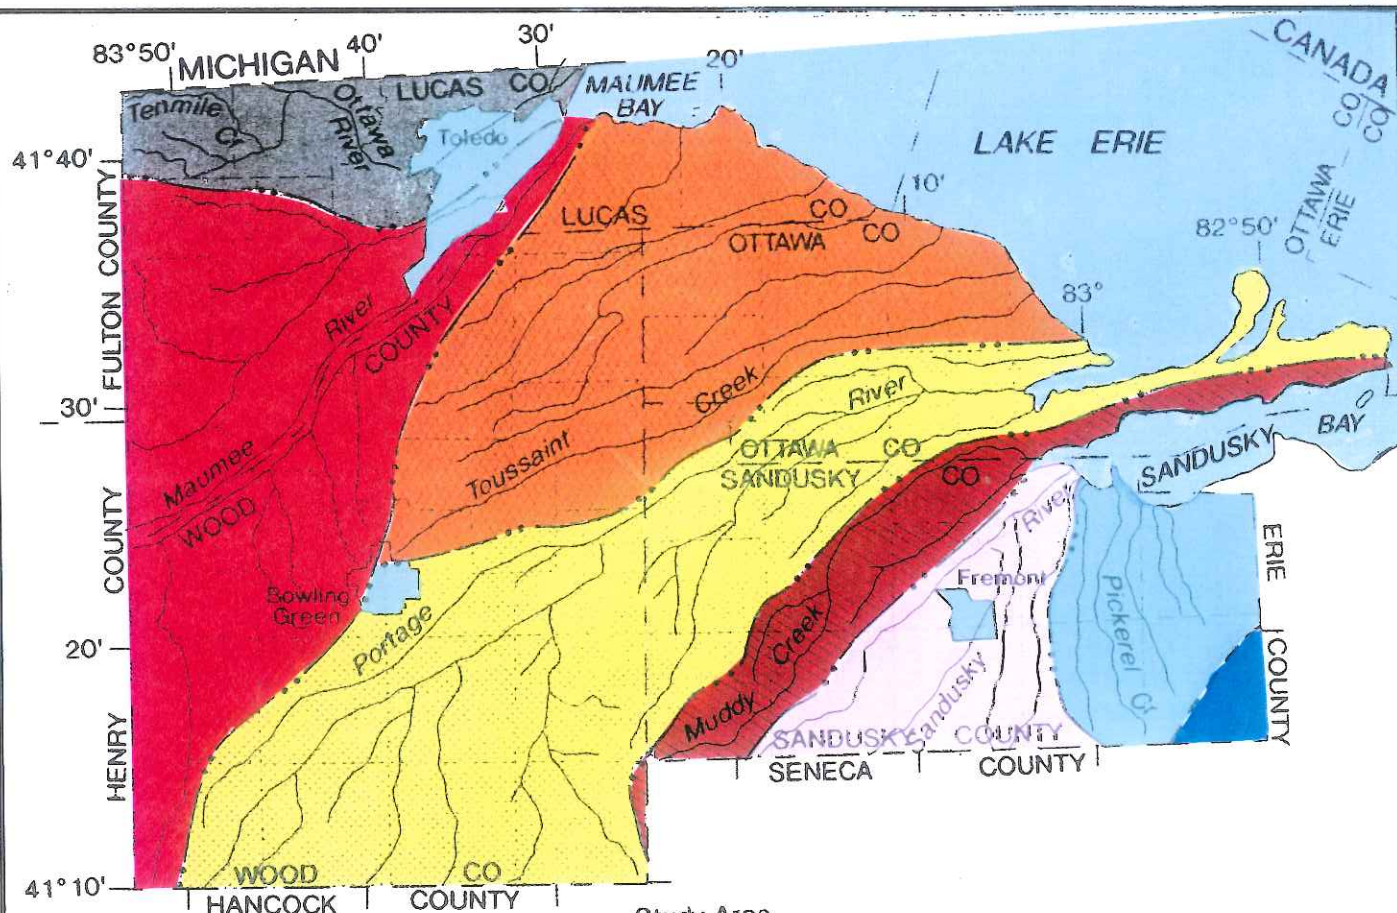 83°50'
40'
30'
20'
MICHIGAN
LUCAS CO
MAUMEE
BAY
CANADA
Tenmile
Cr
Ottawa
River
Toledo
CO
CO
LAKE ERIE
41°40'
10'
OTTAWA
ERIE
LUCAS CO
OTTAWA CO
82°50'
FULTON COUNTY
River
COUNTY
83°
30'
Creek
River
Maumee
WOOD
Toussaint
OTTAWA CO
SANDUSKY CO
SANDUSKY BAY
COUNTY
Bowling
Green
River
Fremont
ERIE
COUNTY
Pickerel Cr
20'
Portage
Creek
Muddy
Sandusky
HENRY
SANDUSKY COUNTY
SENECA COUNTY
41°10'
WOOD CO
HANCOCK COUNTY
Study Area